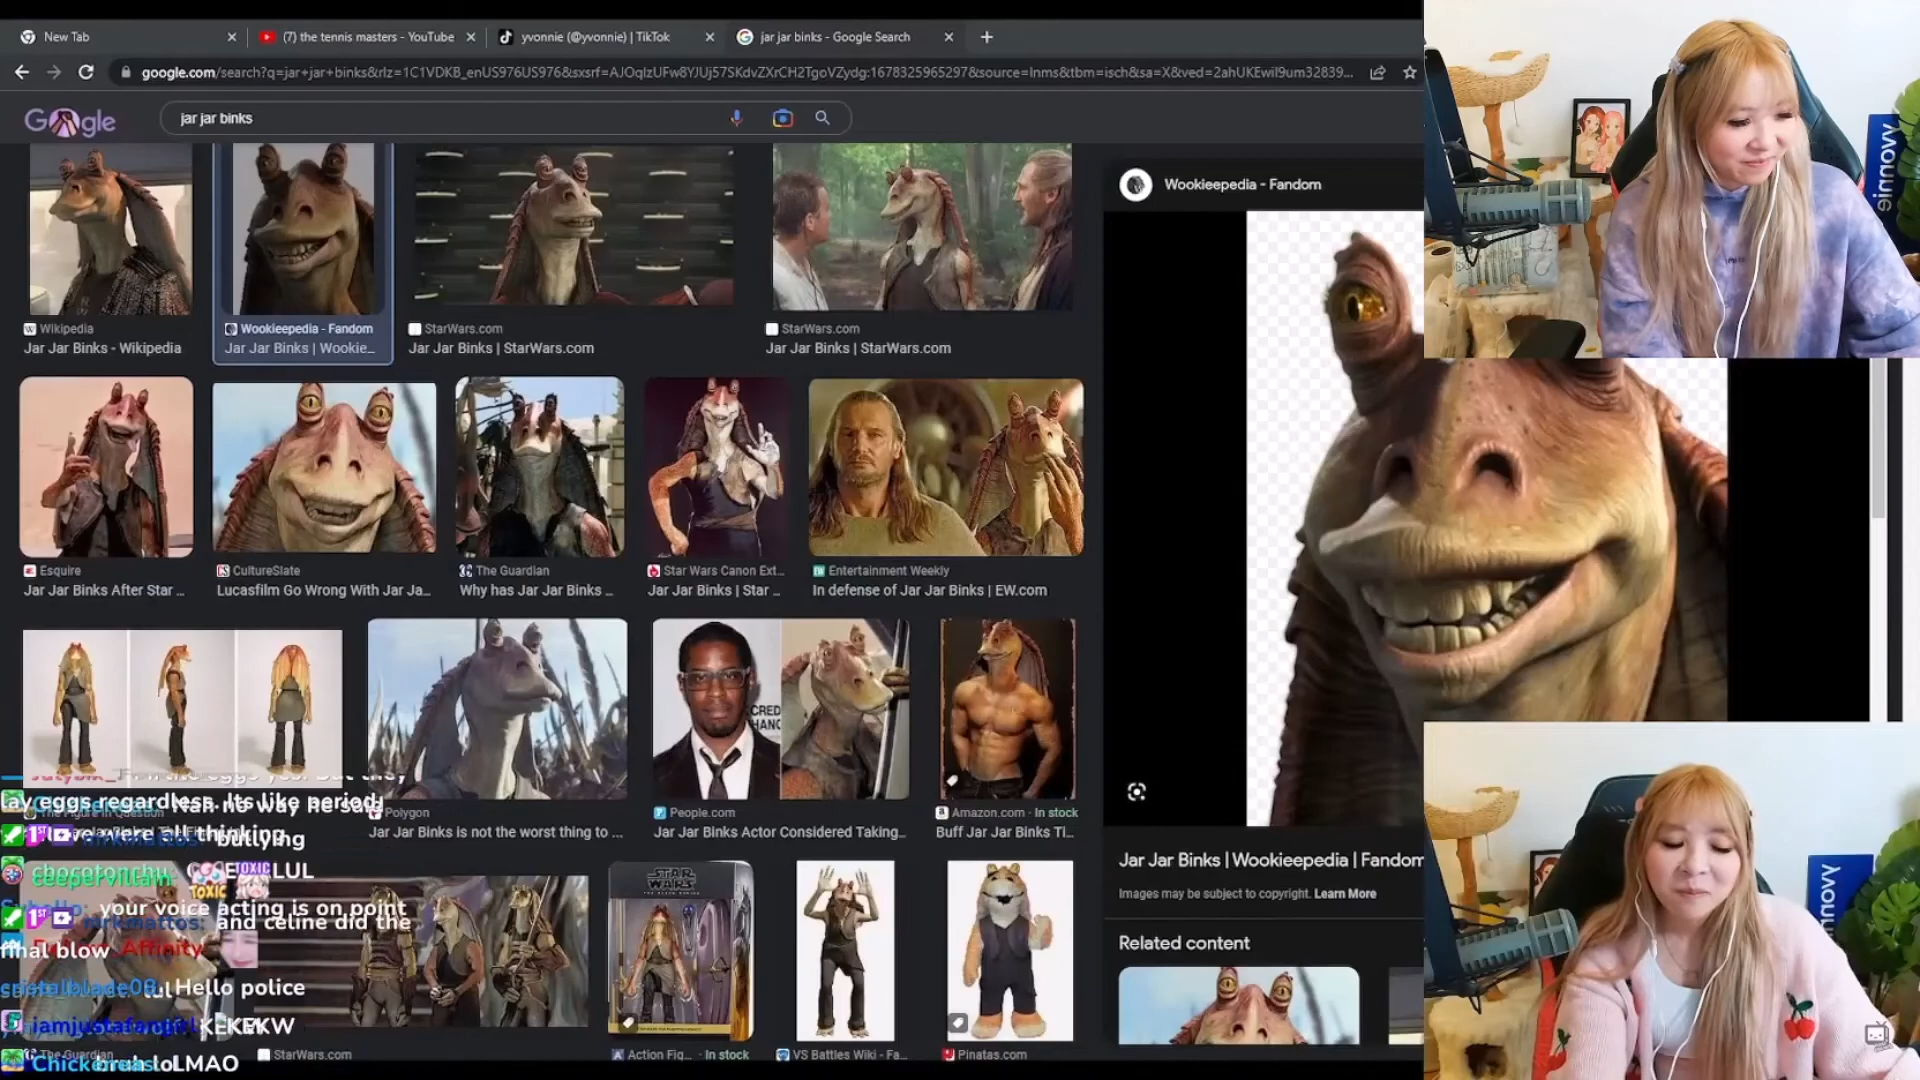 New Tab
(7) the tennis masters - YouTube
yvonnie (@yvonnie) | TikTok
jar jar binks - Google Search
google.com/search?q=jar+jar+binks&rlz=1C1VDKB_enUS976US976&sxsrf=AJOqlzUFw8YJUj57SKdvZXrCH2TgoVZydg:1678325965297&source=lnms&tbm=isch&sa=X&ved=2ahUKEwil9um32839...
Google
jar jar binks
Wookieepedia - Fandom
Wikipedia
Jar Jar Binks - Wikipedia
Wookieepedia - Fandom
Jar Jar Binks | Wookie...
StarWars.com
Jar Jar Binks | StarWars.com
StarWars.com
Jar Jar Binks | StarWars.com
Esquire
Jar Jar Binks After Star ...
CultureSlate
Lucasfilm Go Wrong With Jar Ja...
The Guardian
Why has Jar Jar Binks ...
Star Wars Canon Ext...
Jar Jar Binks | Star ...
Entertainment Weekly
In defense of Jar Jar Binks | EW.com
Polygon
Jar Jar Binks is not the worst thing to ...
People.com
Jar Jar Binks Actor Considered Taking...
Amazon.com · In stock
Buff Jar Jar Binks Ti...
lay eggs regardless. Its like period
bullying
LUL
your voice acting is on point
and celine did the
final blow
Hello police
iamjustafangirl
LMAO
STAR
WARS
TOXIC
TOXIC
The Guardian
StarWars.com
Action Fig... · In stock
VS Battles Wiki - Fa...
Pinatas.com
Jar Jar Binks | Wookieepedia | Fandom
Images may be subject to copyright. Learn More
Related content
yvonnie
yvonnie